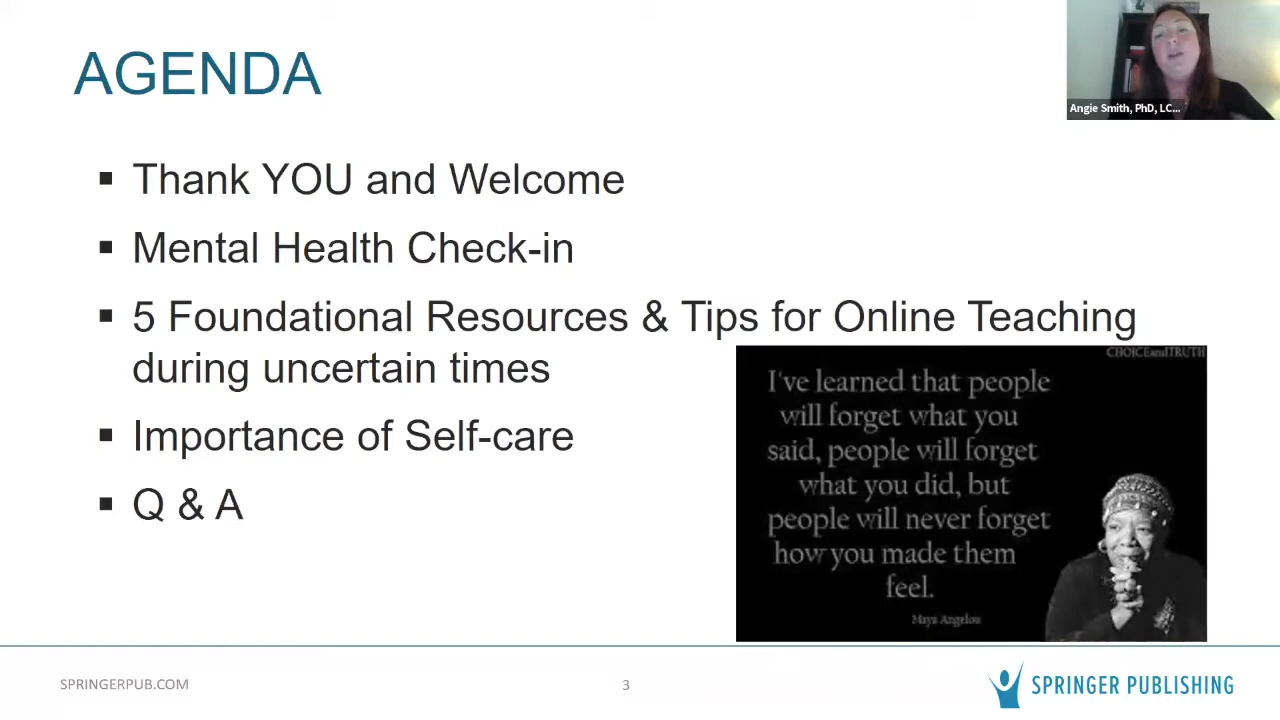 AGENDA
Angie Smith, PhD, LC...
▪ Thank YOU and Welcome
▪ Mental Health Check-in
▪ 5 Foundational Resources & Tips for Online Teaching
during uncertain times
▪ Importance of Self-care
▪ Q & A
CHOICEandTRUTH
I've learned that people
will forget what you
said, people will forget
what you did, but
people will never forget
how you made them
feel.
Maya Angelou
SPRINGERPUB.COM
3
SPRINGER PUBLISHING